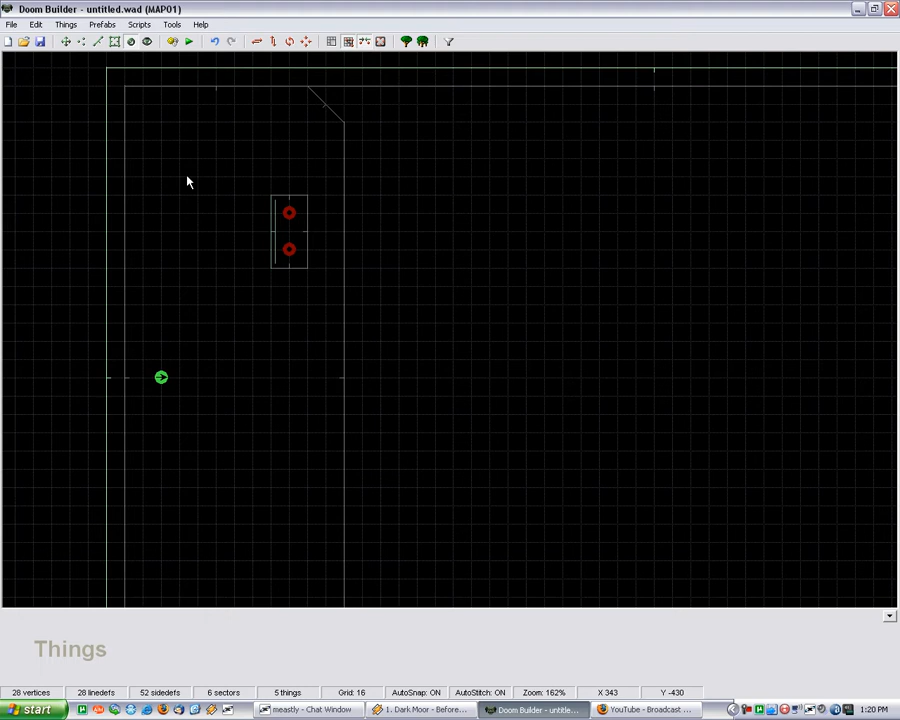 Doom Builder - untitled.wad (MAP01)
File Edit Things Prefabs Scripts Tools Help
Things
28 vertices 28 linedefs 52 sidedefs 6 sectors 5 things Grid: 16 AutoSnap: ON AutoStitch: ON Zoom: 162% X 343 Y -430
start meastly - Chat Window 1. Dark Moor - Before... Doom Builder - untitle... YouTube - Broadcast ... 1:20 PM